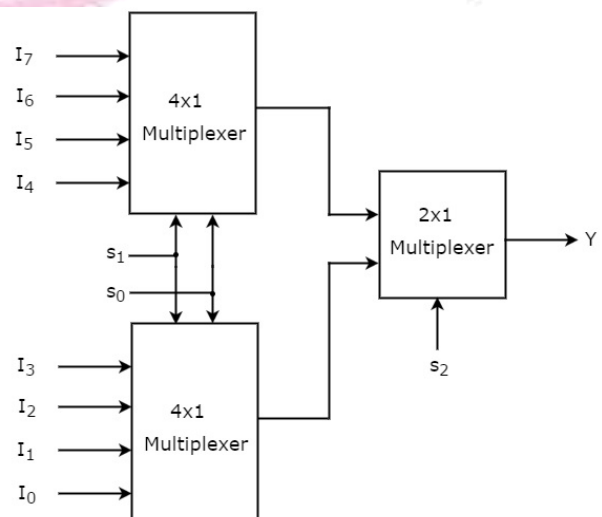 I₇
I₆
I₅
I₄
4x1
Multiplexer
s₁
s₀
I₃
I₂
I₁
I₀
4x1
Multiplexer
2x1
Multiplexer
s₂
Y